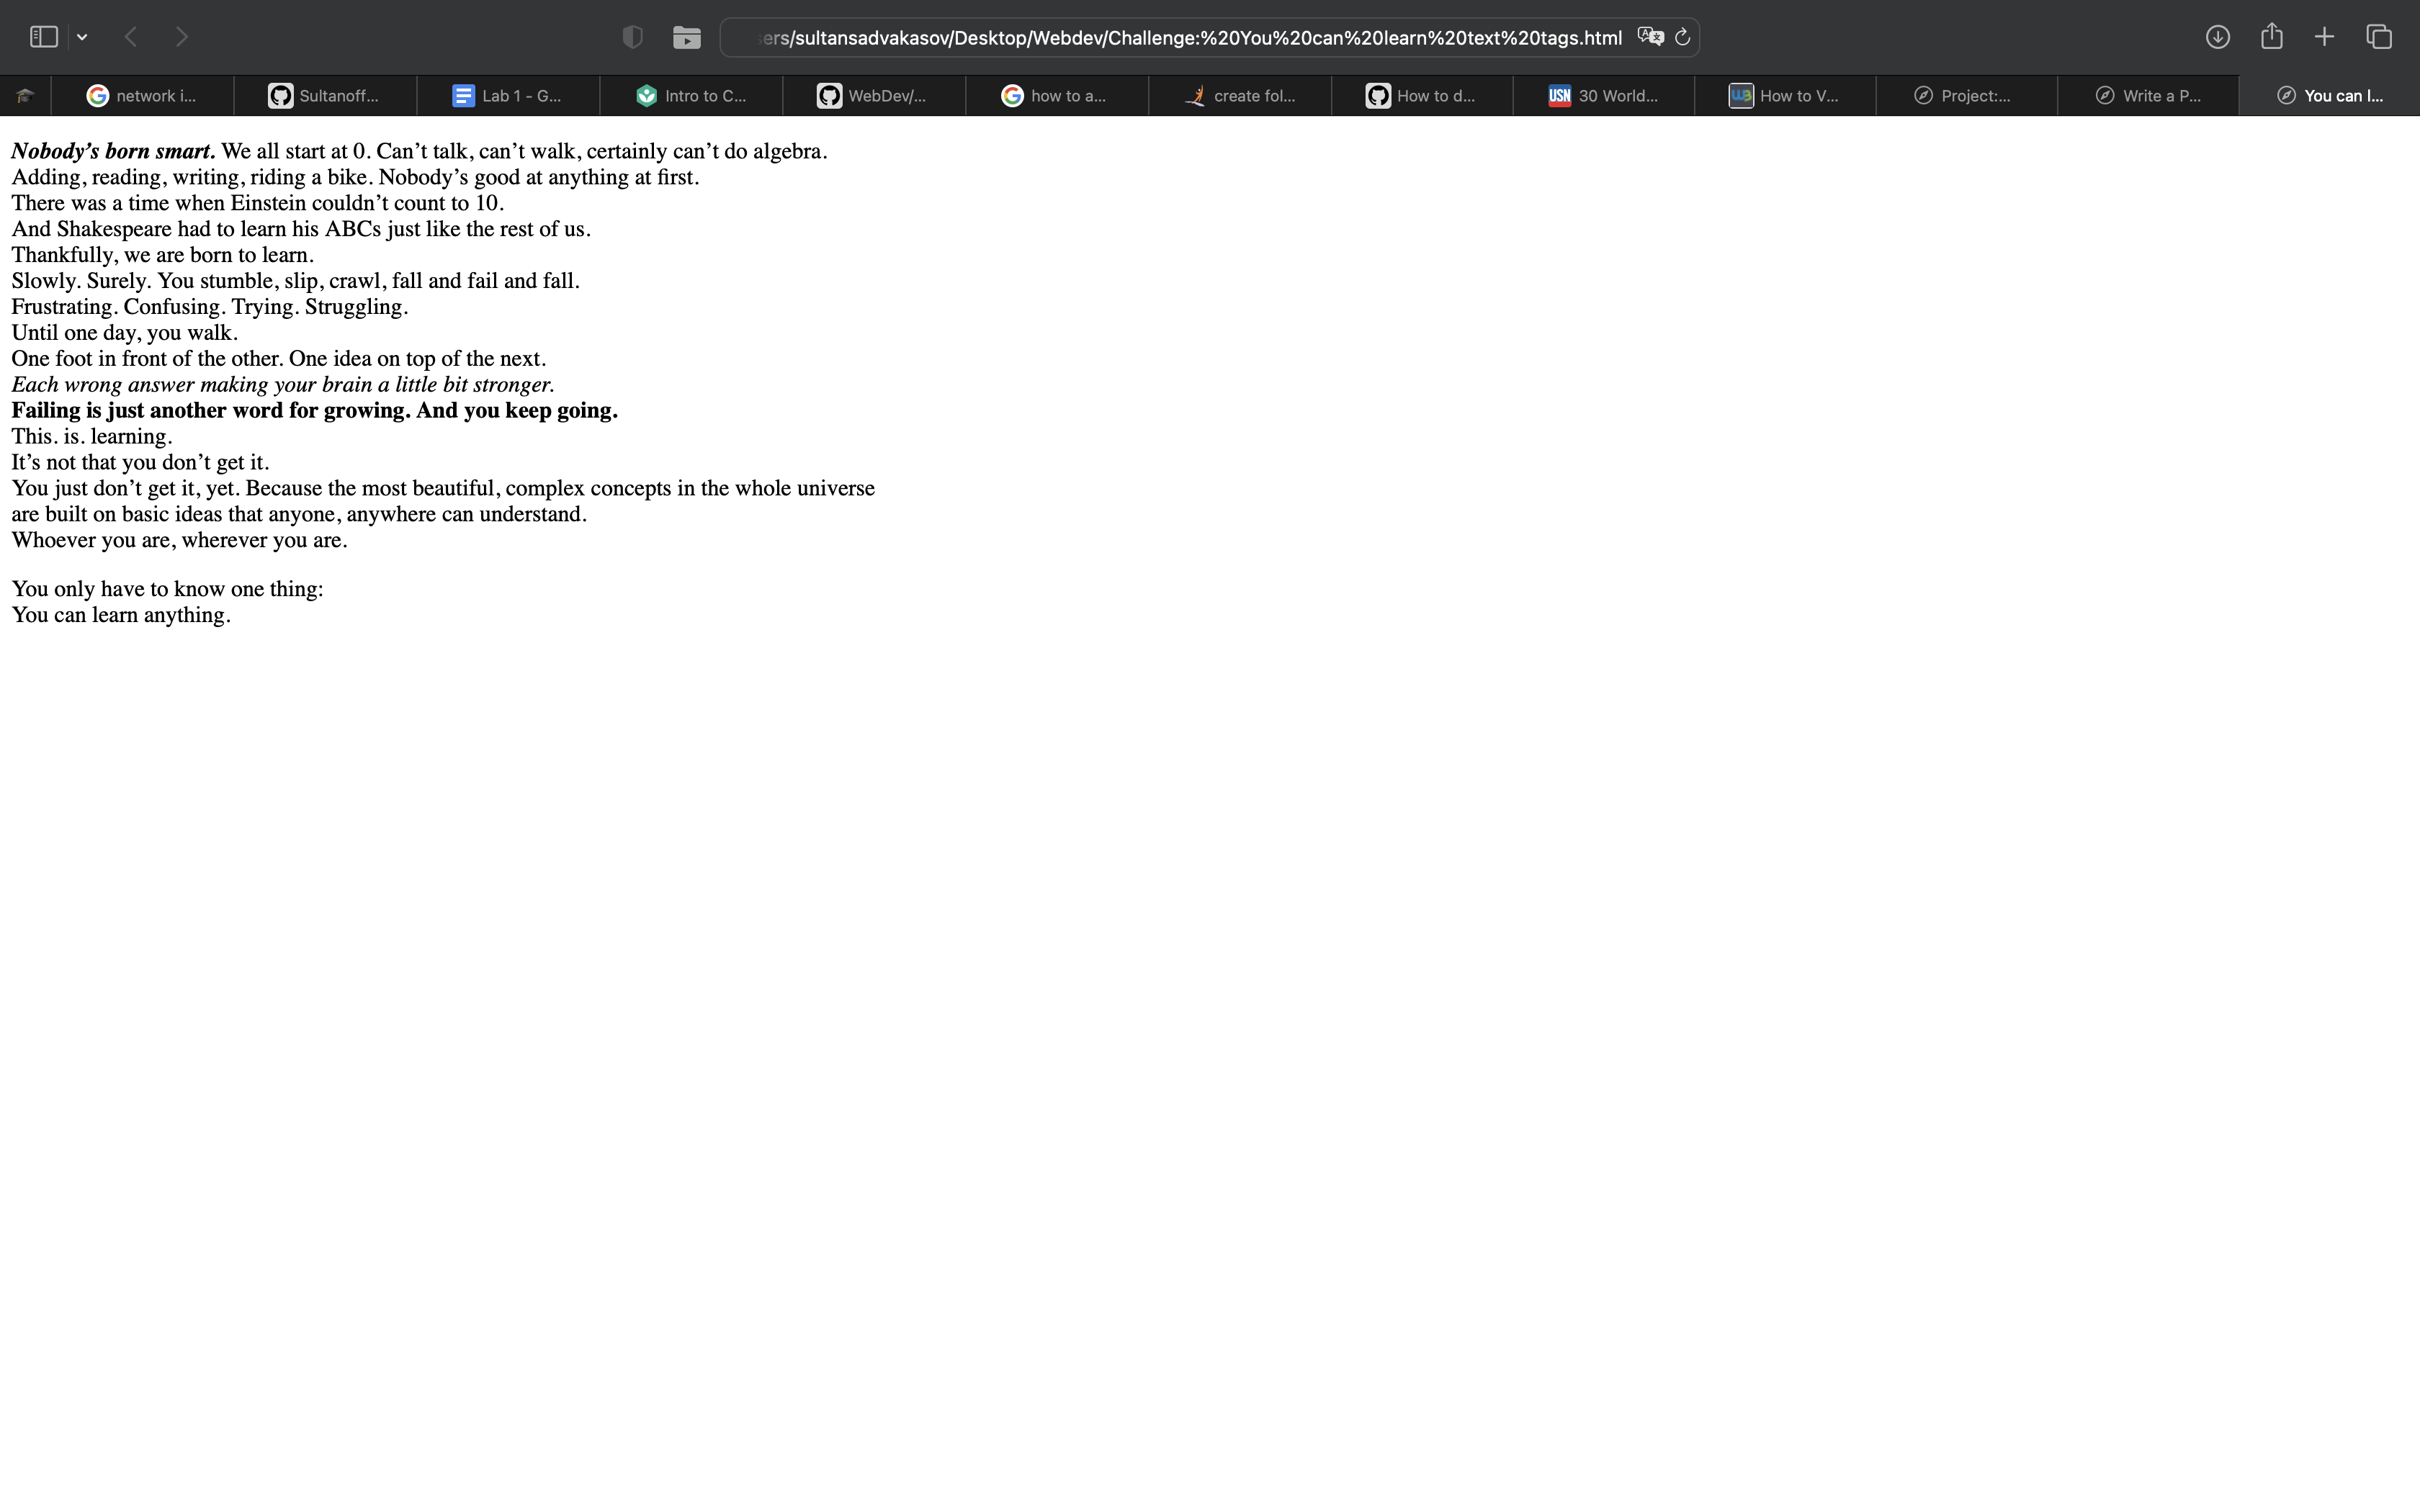 ers/sultansadvakasov/Desktop/Webdev/Challenge:%20You%20can%20learn%20text%20tags.html
network i... Sultanoff... Lab 1 - G... Intro to C... WebDev/... how to a... create fol... How to d... USN 30 World... How to V... Project:... Write a P... You can l...
Nobody’s born smart. We all start at 0. Can’t talk, can’t walk, certainly can’t do algebra.
Adding, reading, writing, riding a bike. Nobody’s good at anything at first.
There was a time when Einstein couldn’t count to 10.
And Shakespeare had to learn his ABCs just like the rest of us.
Thankfully, we are born to learn.
Slowly. Surely. You stumble, slip, crawl, fall and fail and fall.
Frustrating. Confusing. Trying. Struggling.
Until one day, you walk.
One foot in front of the other. One idea on top of the next.
Each wrong answer making your brain a little bit stronger.
Failing is just another word for growing. And you keep going.
This. is. learning.
It’s not that you don’t get it.
You just don’t get it, yet. Because the most beautiful, complex concepts in the whole universe
are built on basic ideas that anyone, anywhere can understand.
Whoever you are, wherever you are.
You only have to know one thing:
You can learn anything.